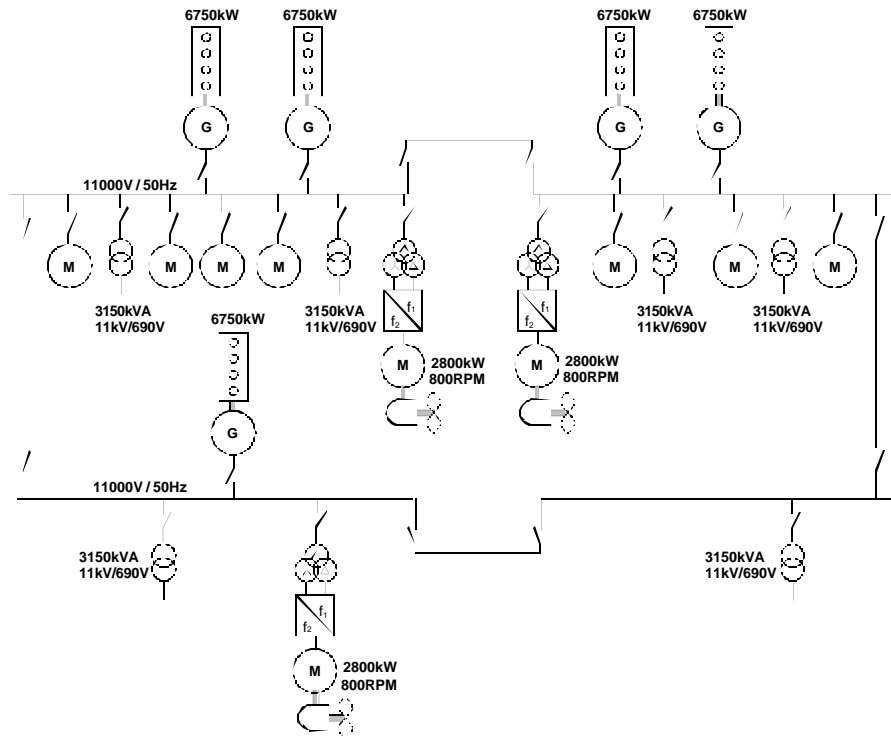 6750kW
6750kW
6750kW
6750kW
G
G
G
G
11000V / 50Hz
M
M
M
M
M
M
M
3150kVA
11kV/690V
3150kVA
11kV/690V
3150kVA
11kV/690V
3150kVA
11kV/690V
f1
f2
f1
f2
6750kW
M
2800kW
800RPM
M
2800kW
800RPM
G
11000V / 50Hz
3150kVA
11kV/690V
3150kVA
11kV/690V
f1
f2
M
2800kW
800RPM